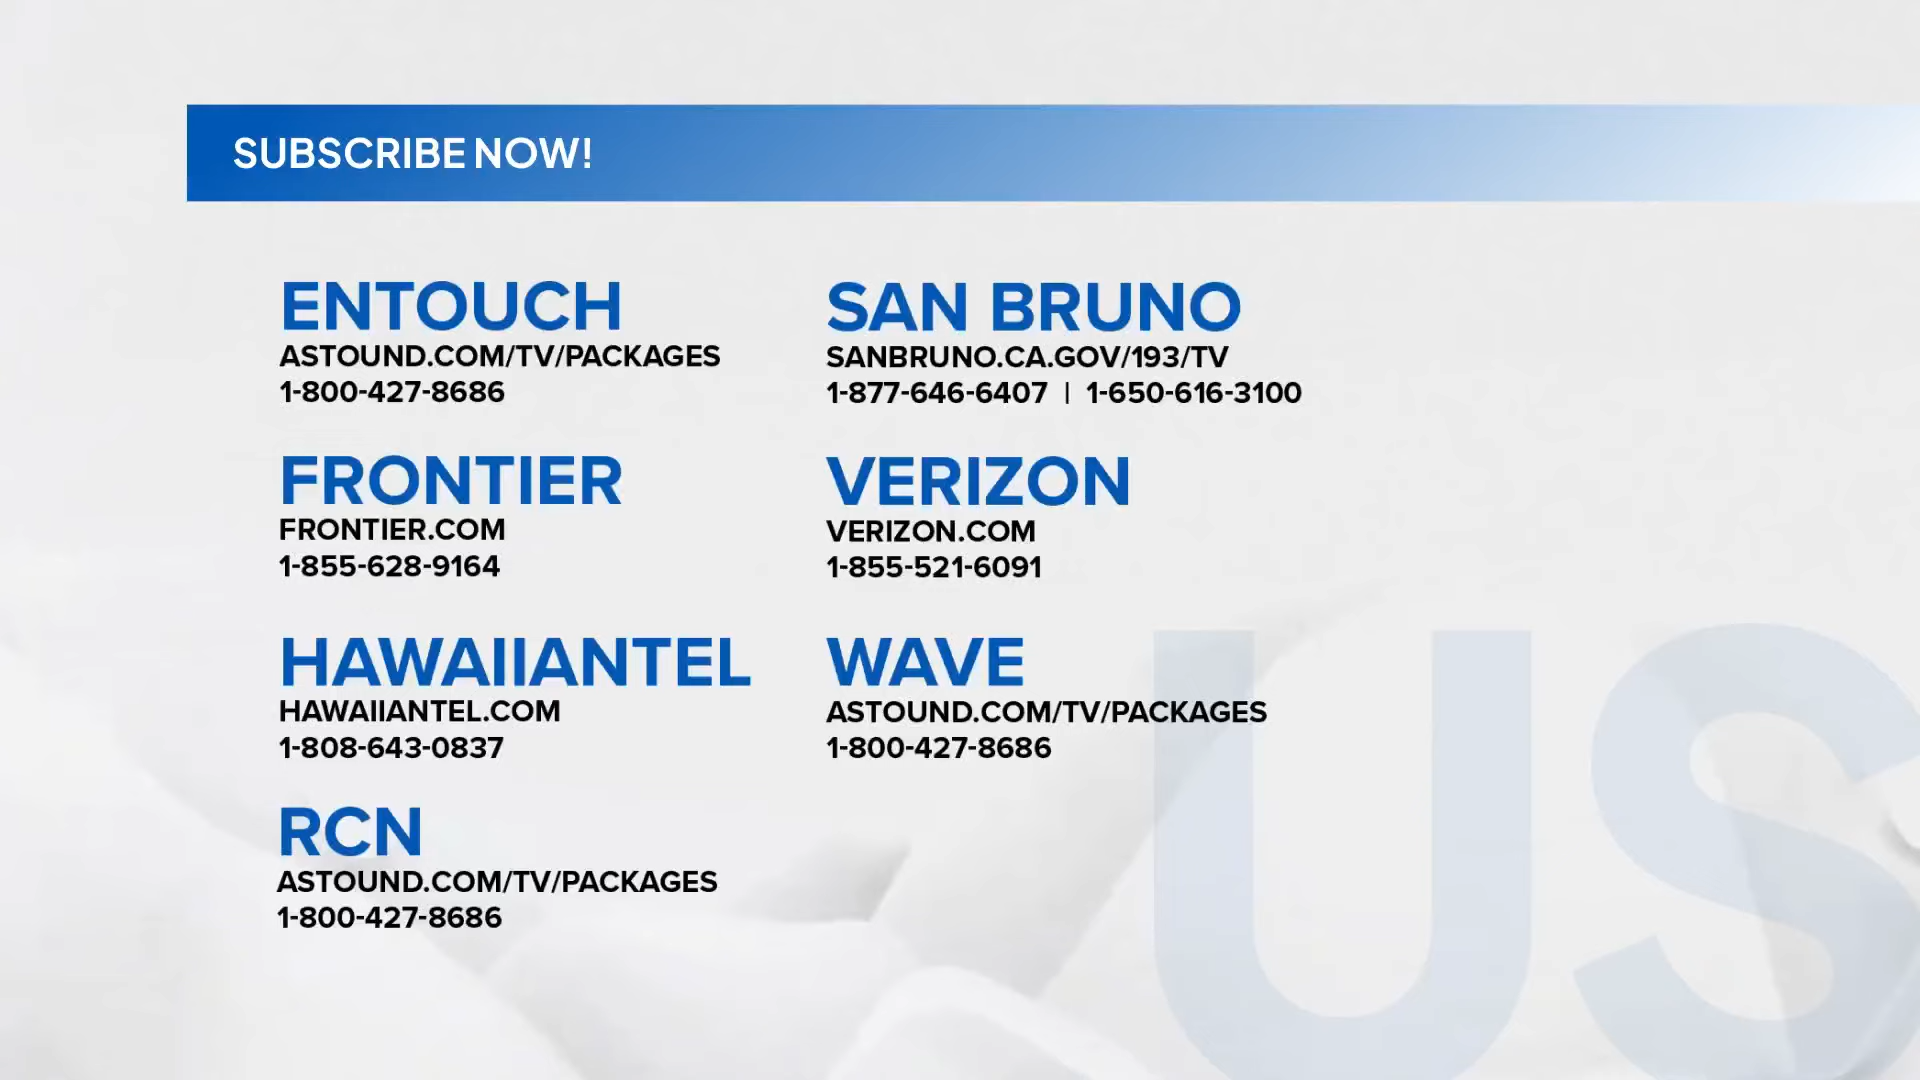 SUBSCRIBE NOW!
ENTOUCH
ASTOUND.COM/TV/PACKAGES
1-800-427-8686
FRONTIER
FRONTIER.COM
1-855-628-9164
HAWAIIANTEL
HAWAIIANTEL.COM
1-808-643-0837
RCN
ASTOUND.COM/TV/PACKAGES
1-800-427-8686
SAN BRUNO
SANBRUNO.CA.GOV/193/TV
1-877-646-6407 | 1-650-616-3100
VERIZON
VERIZON.COM
1-855-521-6091
WAVE
ASTOUND.COM/TV/PACKAGES
1-800-427-8686
US